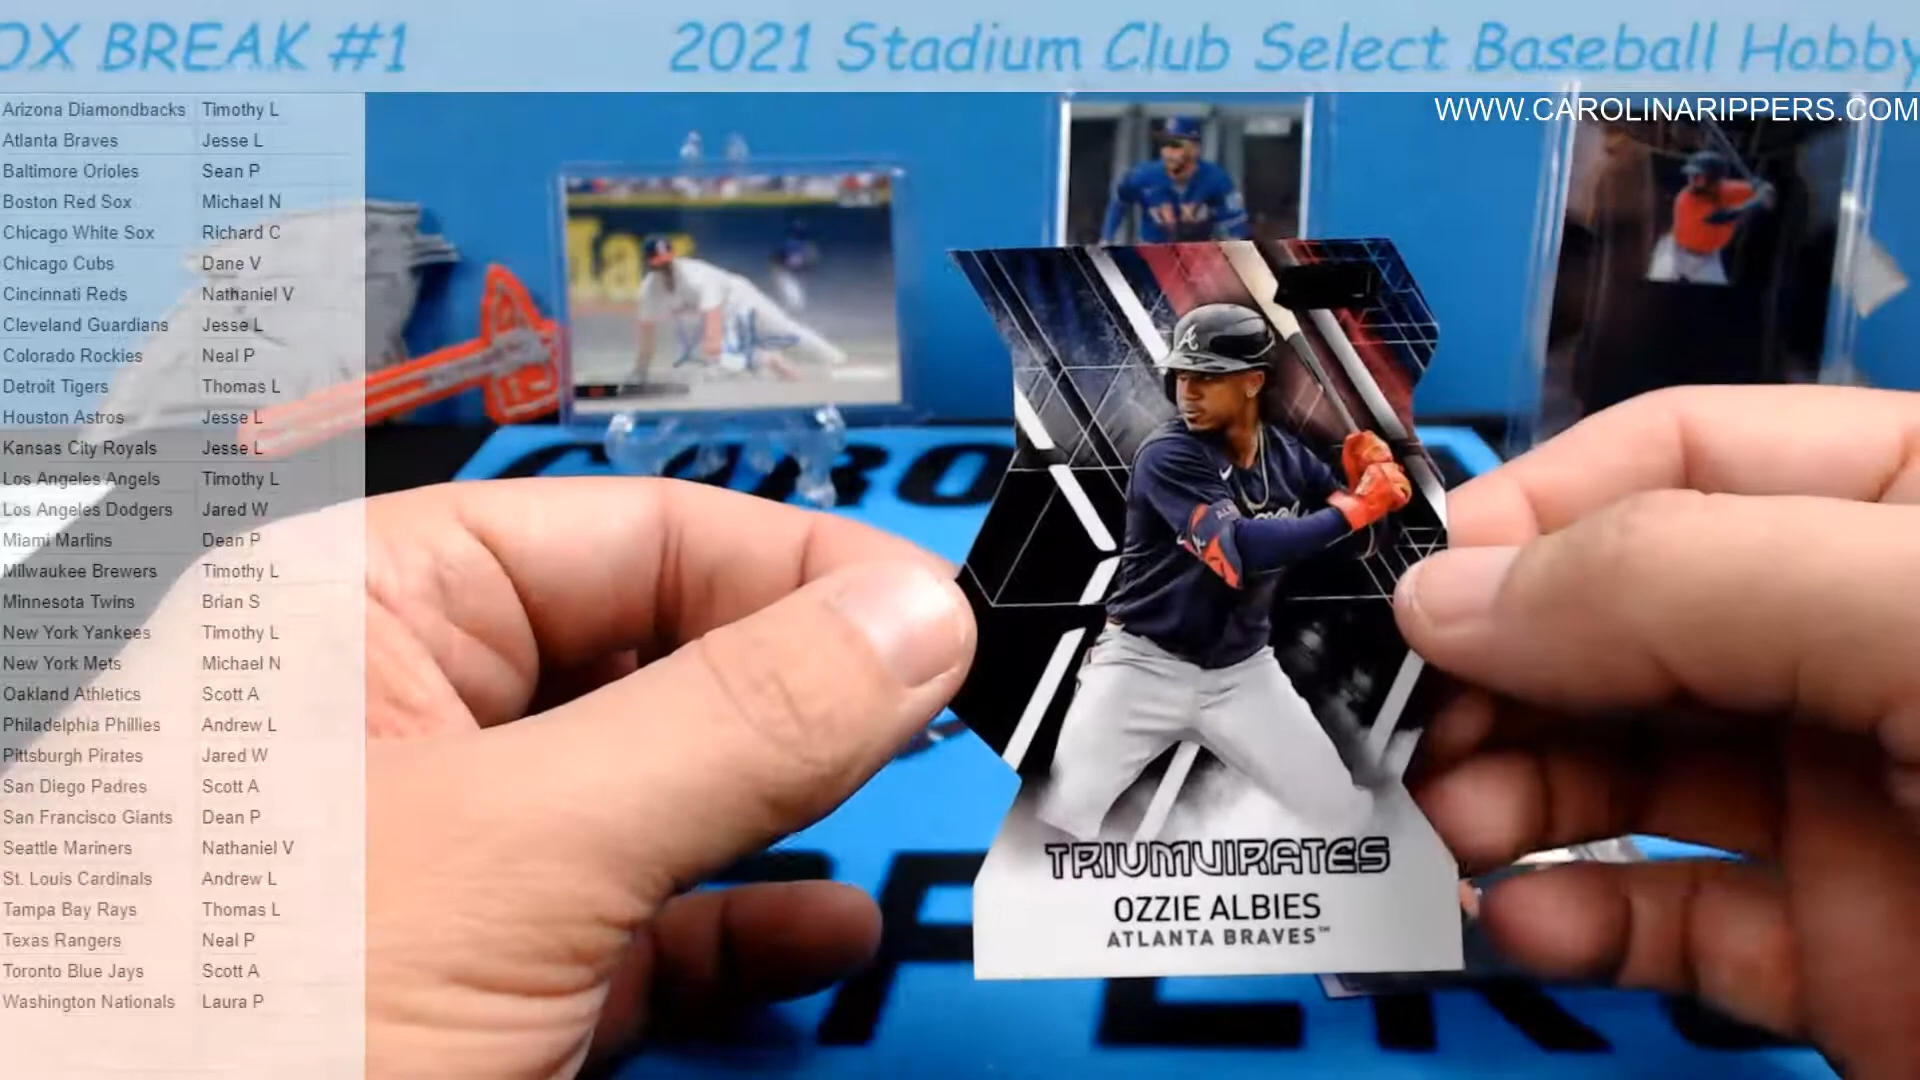 OX BREAK #1 2021 Stadium Club Select Baseball Hobby
WWW.CAROLINARIPPERS.COM
Arizona Diamondbacks Timothy L
Atlanta Braves Jesse L
Baltimore Orioles Sean P
Boston Red Sox Michael N
Chicago White Sox Richard C
Chicago Cubs Dane V
Cincinnati Reds Nathaniel V
Cleveland Guardians Jesse L
Colorado Rockies Neal P
Detroit Tigers Thomas L
Houston Astros Jesse L
Kansas City Royals Jesse L
Los Angeles Angels Timothy L
Los Angeles Dodgers Jared W
Miami Marlins Dean P
Milwaukee Brewers Timothy L
Minnesota Twins Brian S
New York Yankees Timothy L
New York Mets Michael N
Oakland Athletics Scott A
Philadelphia Phillies Andrew L
Pittsburgh Pirates Jared W
San Diego Padres Scott A
San Francisco Giants Dean P
Seattle Mariners Nathaniel V
St. Louis Cardinals Andrew L
Tampa Bay Rays Thomas L
Texas Rangers Neal P
Toronto Blue Jays Scott A
Washington Nationals Laura P
A
TRIUMVIRATES
OZZIE ALBIES
ATLANTA BRAVES™